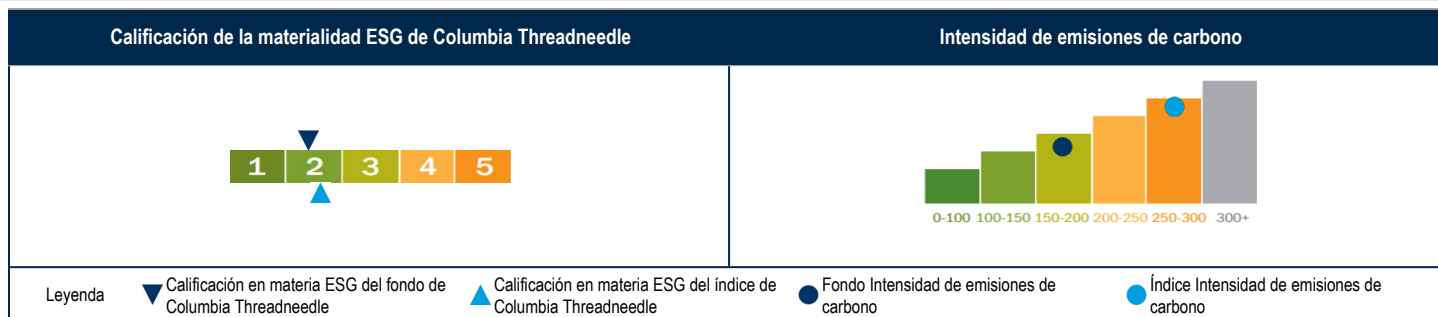 Calificación de la materialidad ESG de Columbia Threadneedle
Intensidad de emisiones de carbono
1 2 3 4 5
0-100 100-150 150-200 200-250 250-300 300+
Leyenda
Calificación en materia ESG del fondo de
Columbia Threadneedle
Calificación en materia ESG del índice de
Columbia Threadneedle
Fondo Intensidad de emisiones de
carbono
Índice Intensidad de emisiones de
carbono